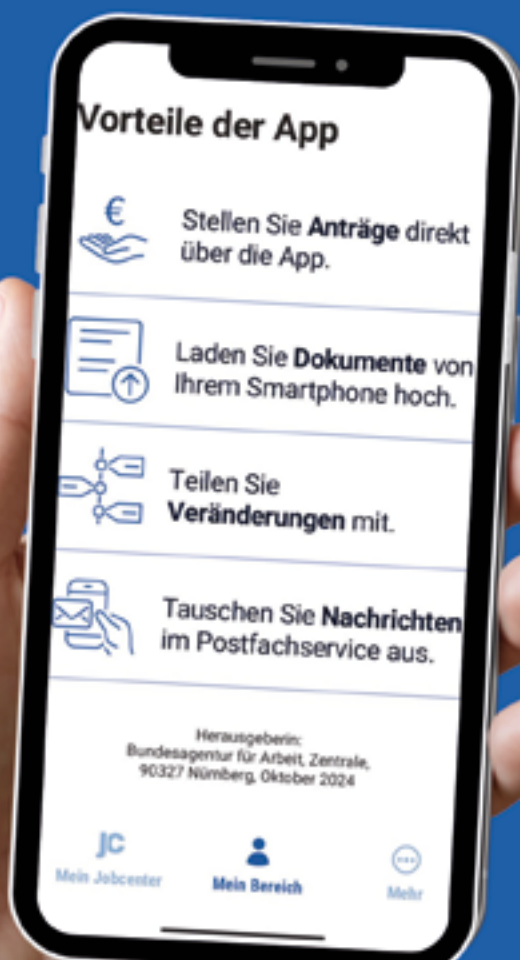 Vorteile der App
€
Stellen Sie Anträge direkt
über die App.
Laden Sie Dokumente von
Ihrem Smartphone hoch.
Teilen Sie
Veränderungen mit.
Tauschen Sie Nachrichten
im Postfachservice aus.
Herausgeberin:
Bundesagentur für Arbeit, Zentrale,
90327 Nürnberg, Oktober 2024
JC
Mein Jobcenter
Mein Bereich
Mehr